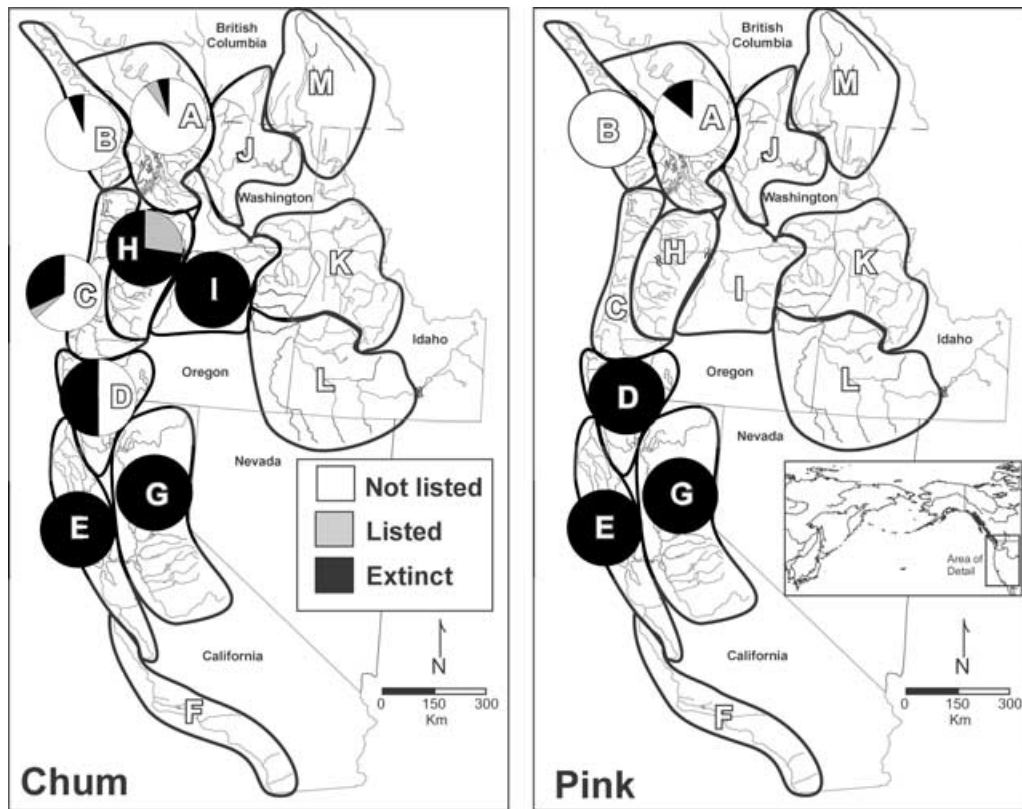 British
Columbia
M
A
B
J
Washington
H
K
C
I
Idaho
D
Oregon
L
Nevada
G
E
Not listed
Listed
Extinct
California
N
F
0 150 300
Km
Chum
British
Columbia
M
A
B
J
Washington
H
K
C
I
Idaho
D
Oregon
L
Nevada
G
E
Area of
Detail
California
N
F
0 150 300
Km
Pink